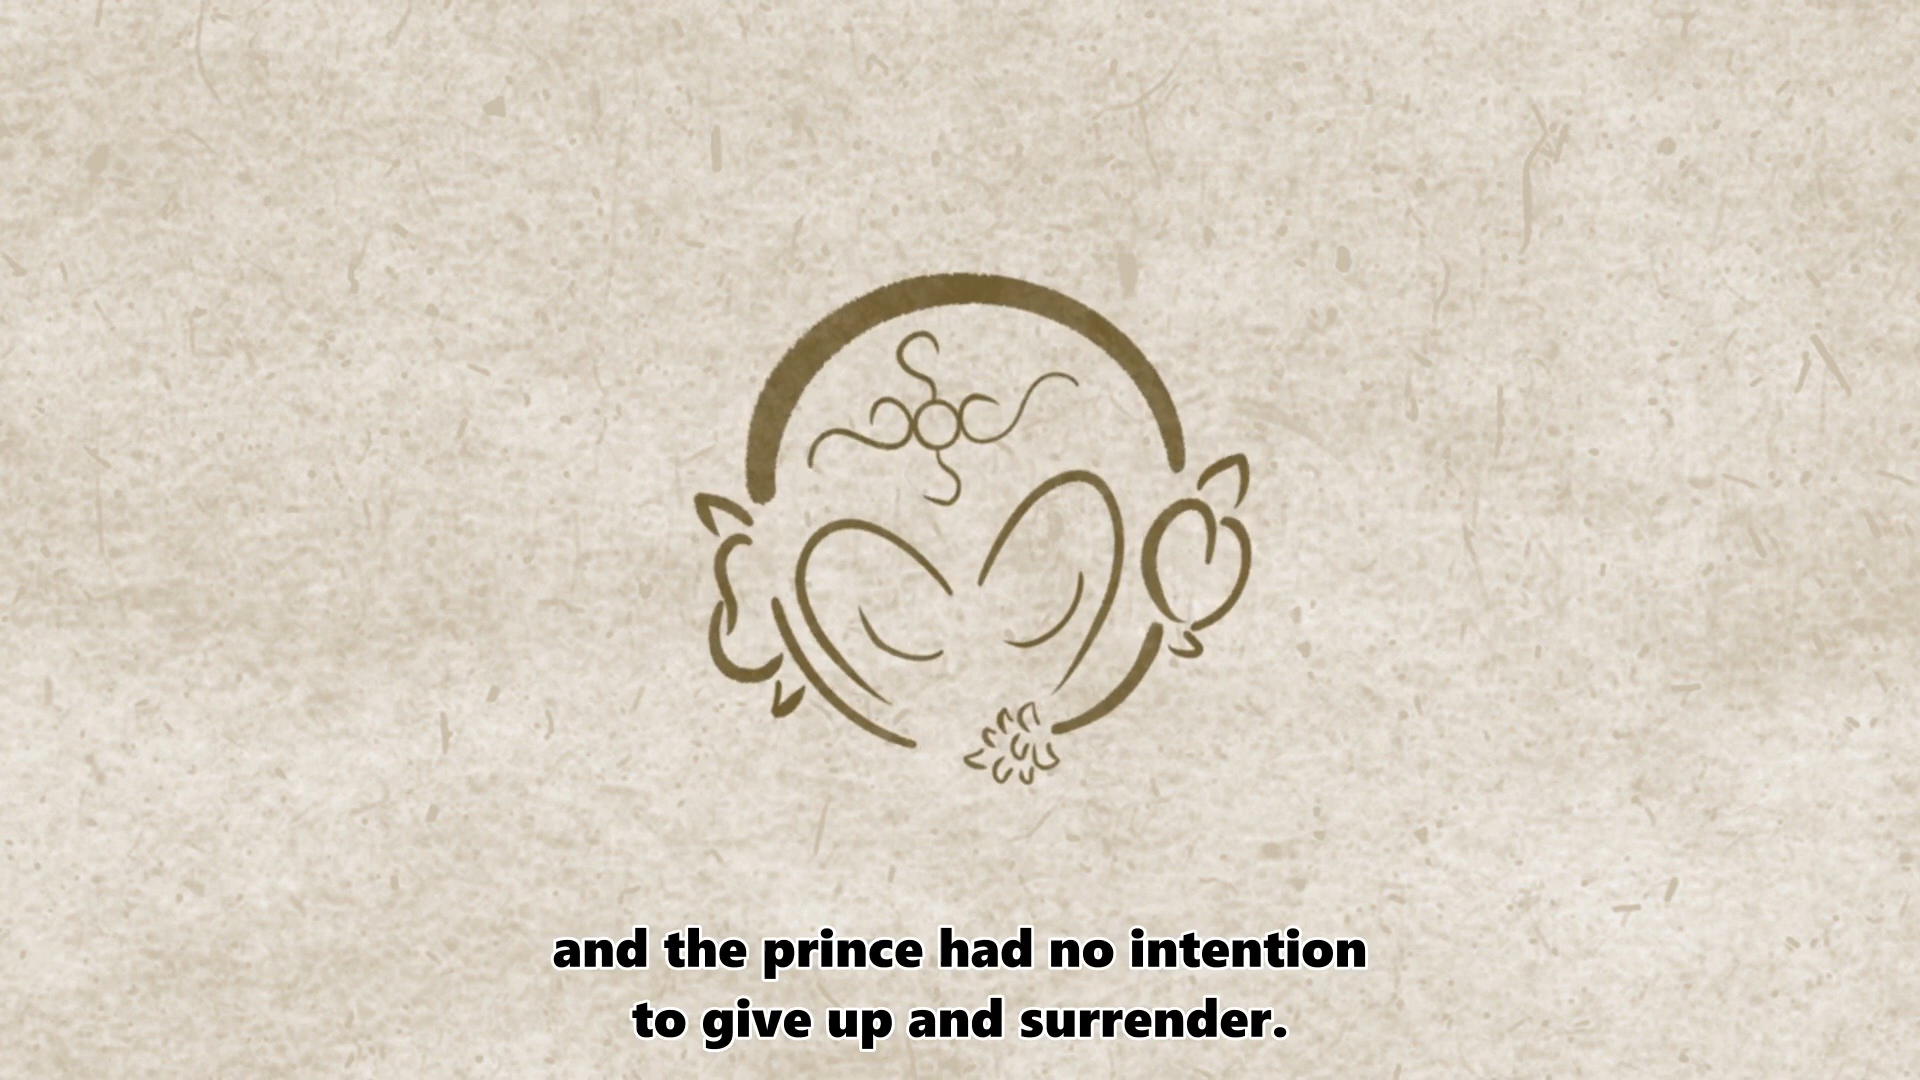 and the prince had no intention
to give up and surrender.